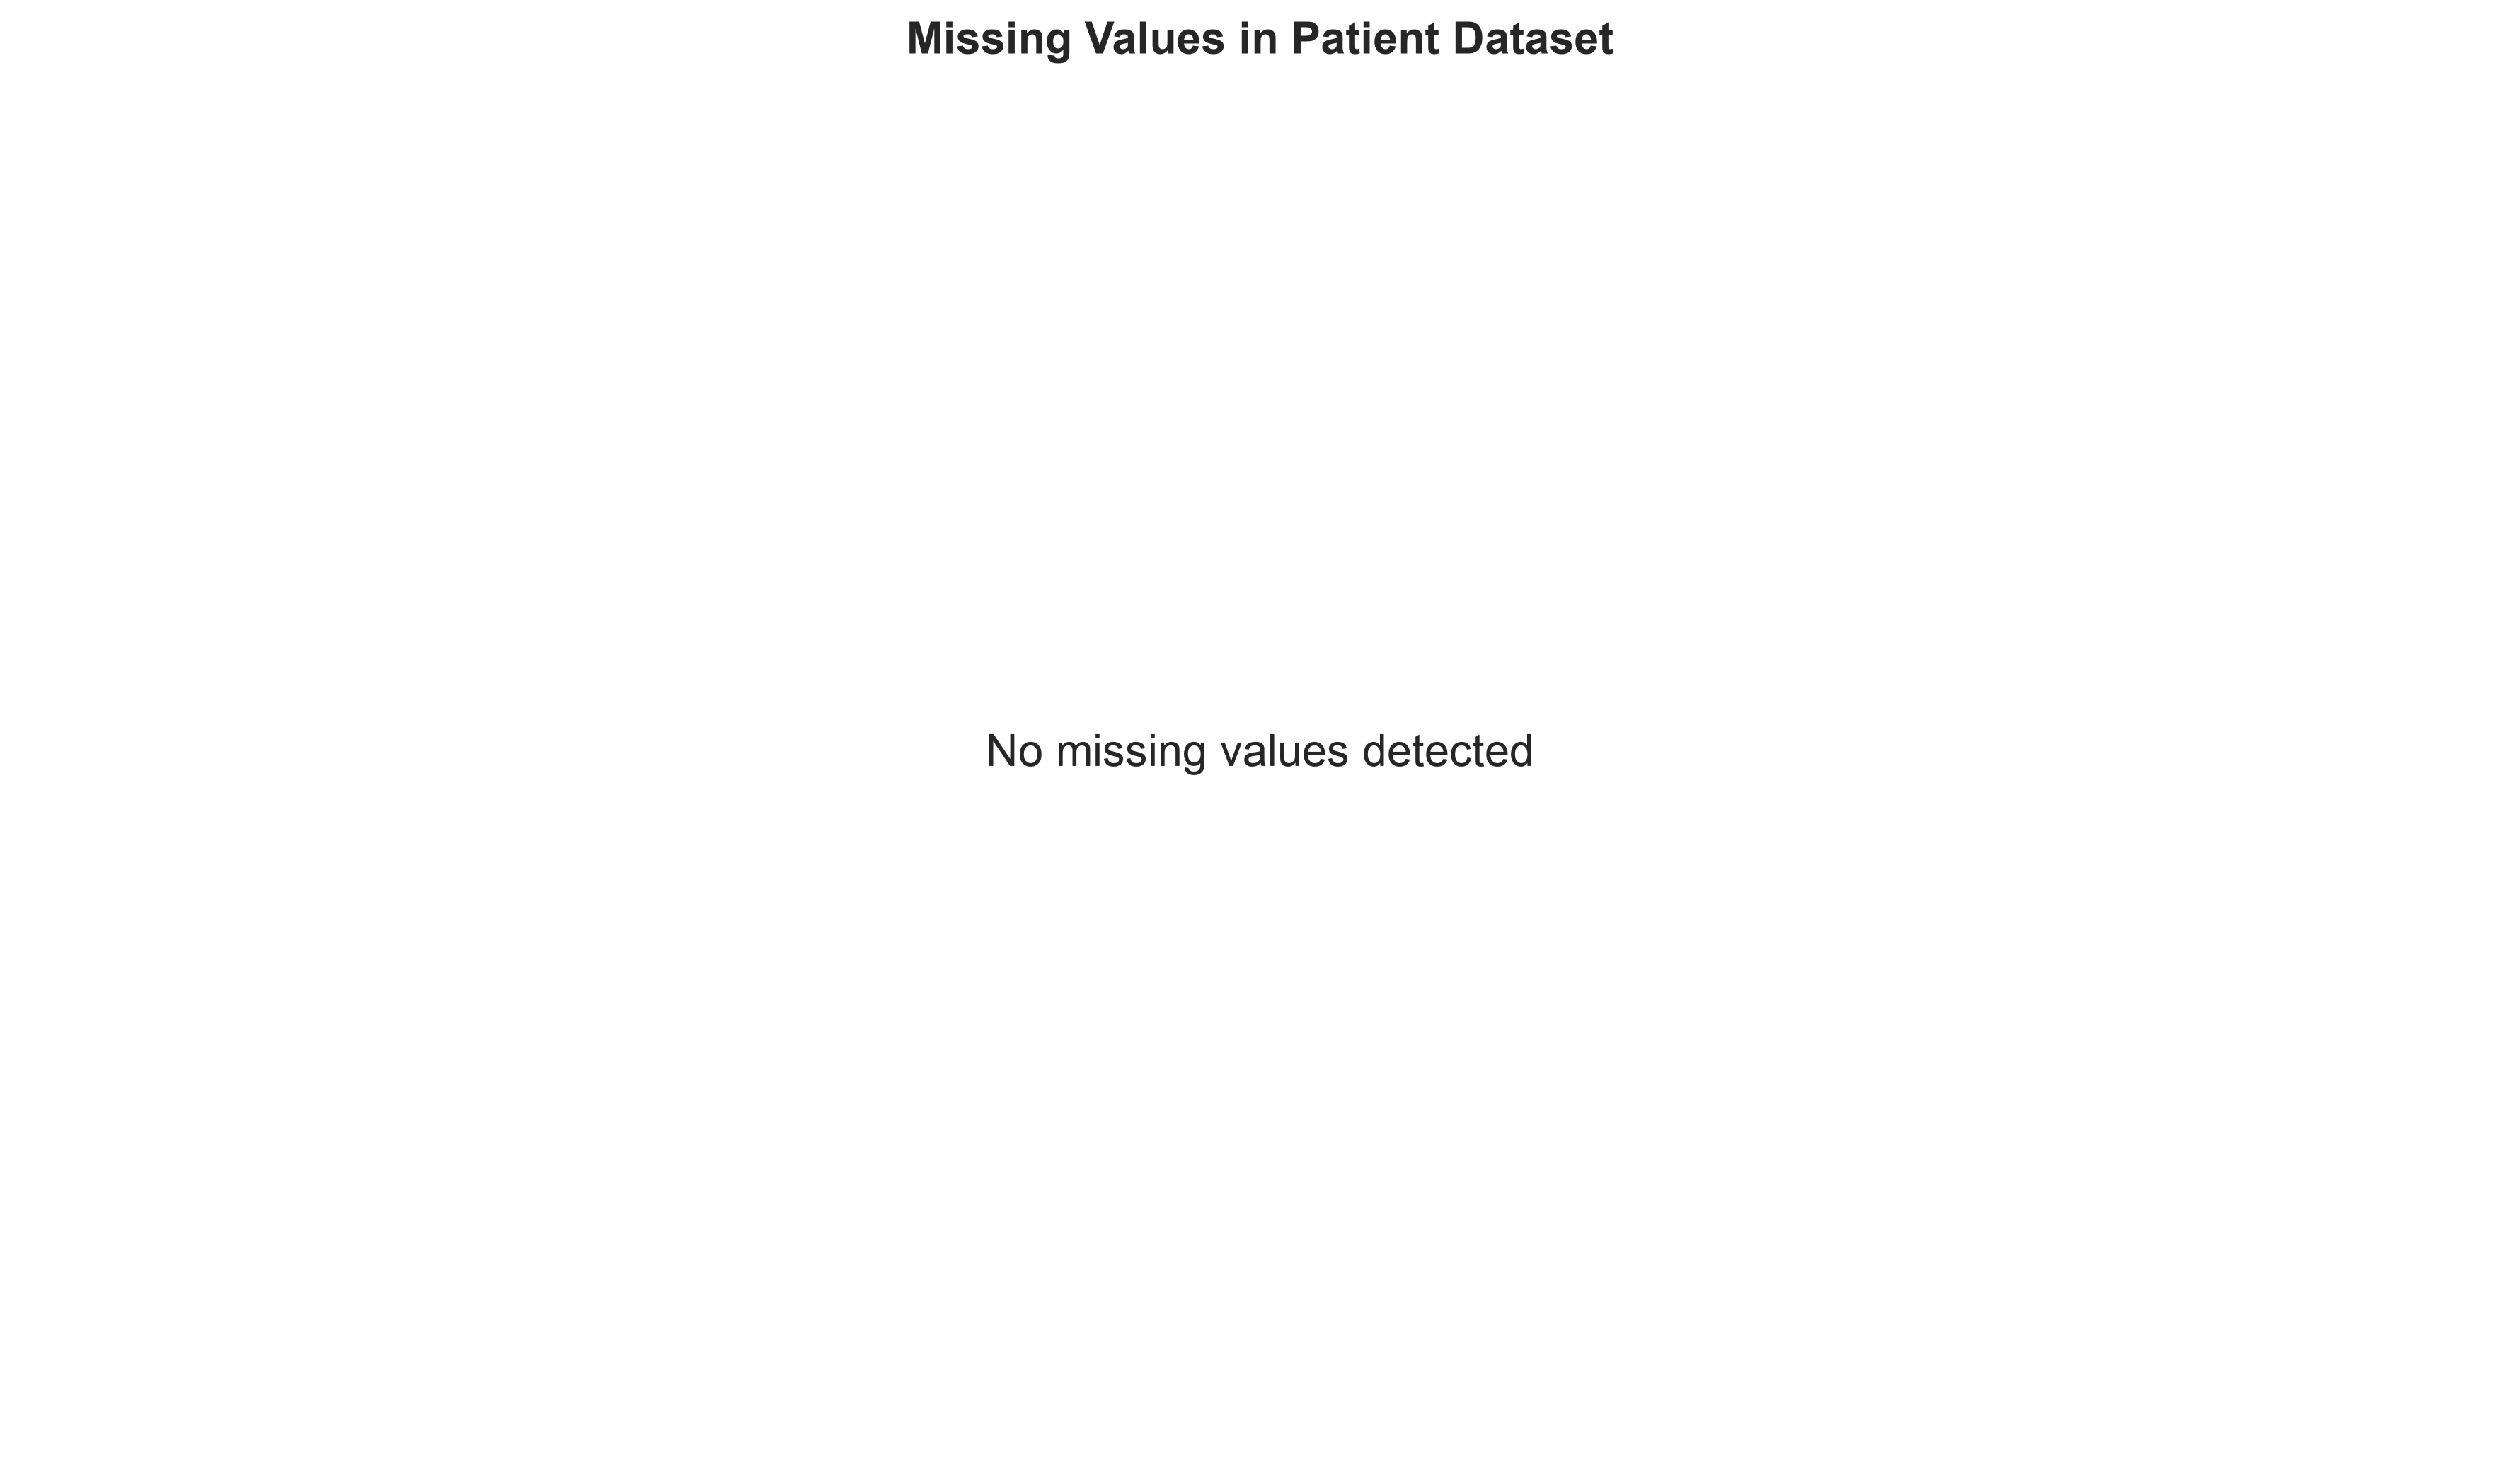 Missing Values in Patient Dataset
No missing values detected